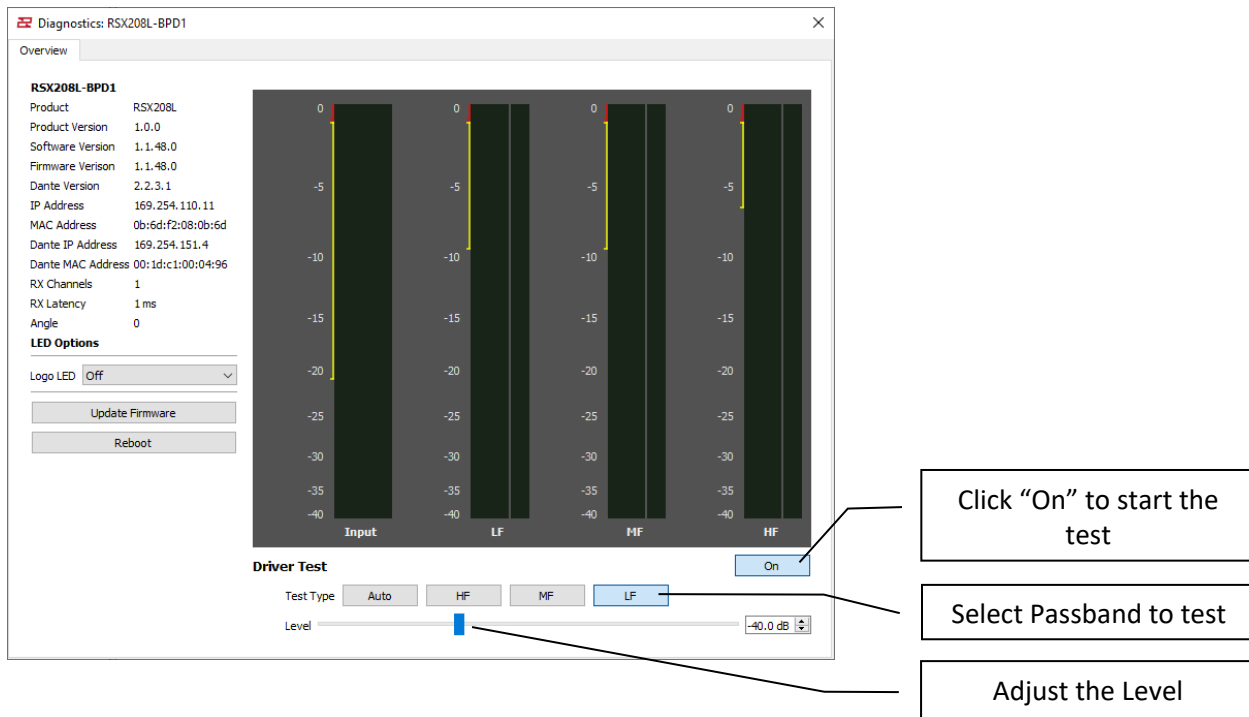 Diagnostics: RSX208L-BPD1
Overview
RSX208L-BPD1
Product RSX208L
Product Version 1.0.0
Software Version 1.1.48.0
Firmware Verison 1.1.48.0
Dante Version 2.2.3.1
IP Address 169.254.110.11
MAC Address 0b:6d:f2:08:0b:6d
Dante IP Address 169.254.151.4
Dante MAC Address 00:1d:c1:00:04:96
RX Channels 1
RX Latency 1 ms
Angle 0
LED Options
Logo LED Off
Update Firmware
Reboot
0 0 0 0
-5 -5 -5 -5
-10 -10 -10 -10
-15 -15 -15 -15
-20 -20 -20 -20
-25 -25 -25 -25
-30 -30 -30 -30
-35 -35 -35 -35
-40 -40 -40 -40
Input LF MF HF
Driver Test On
Test Type Auto HF MF LF
Level -40.0 dB
Click “On” to start the
test
Select Passband to test
Adjust the Level